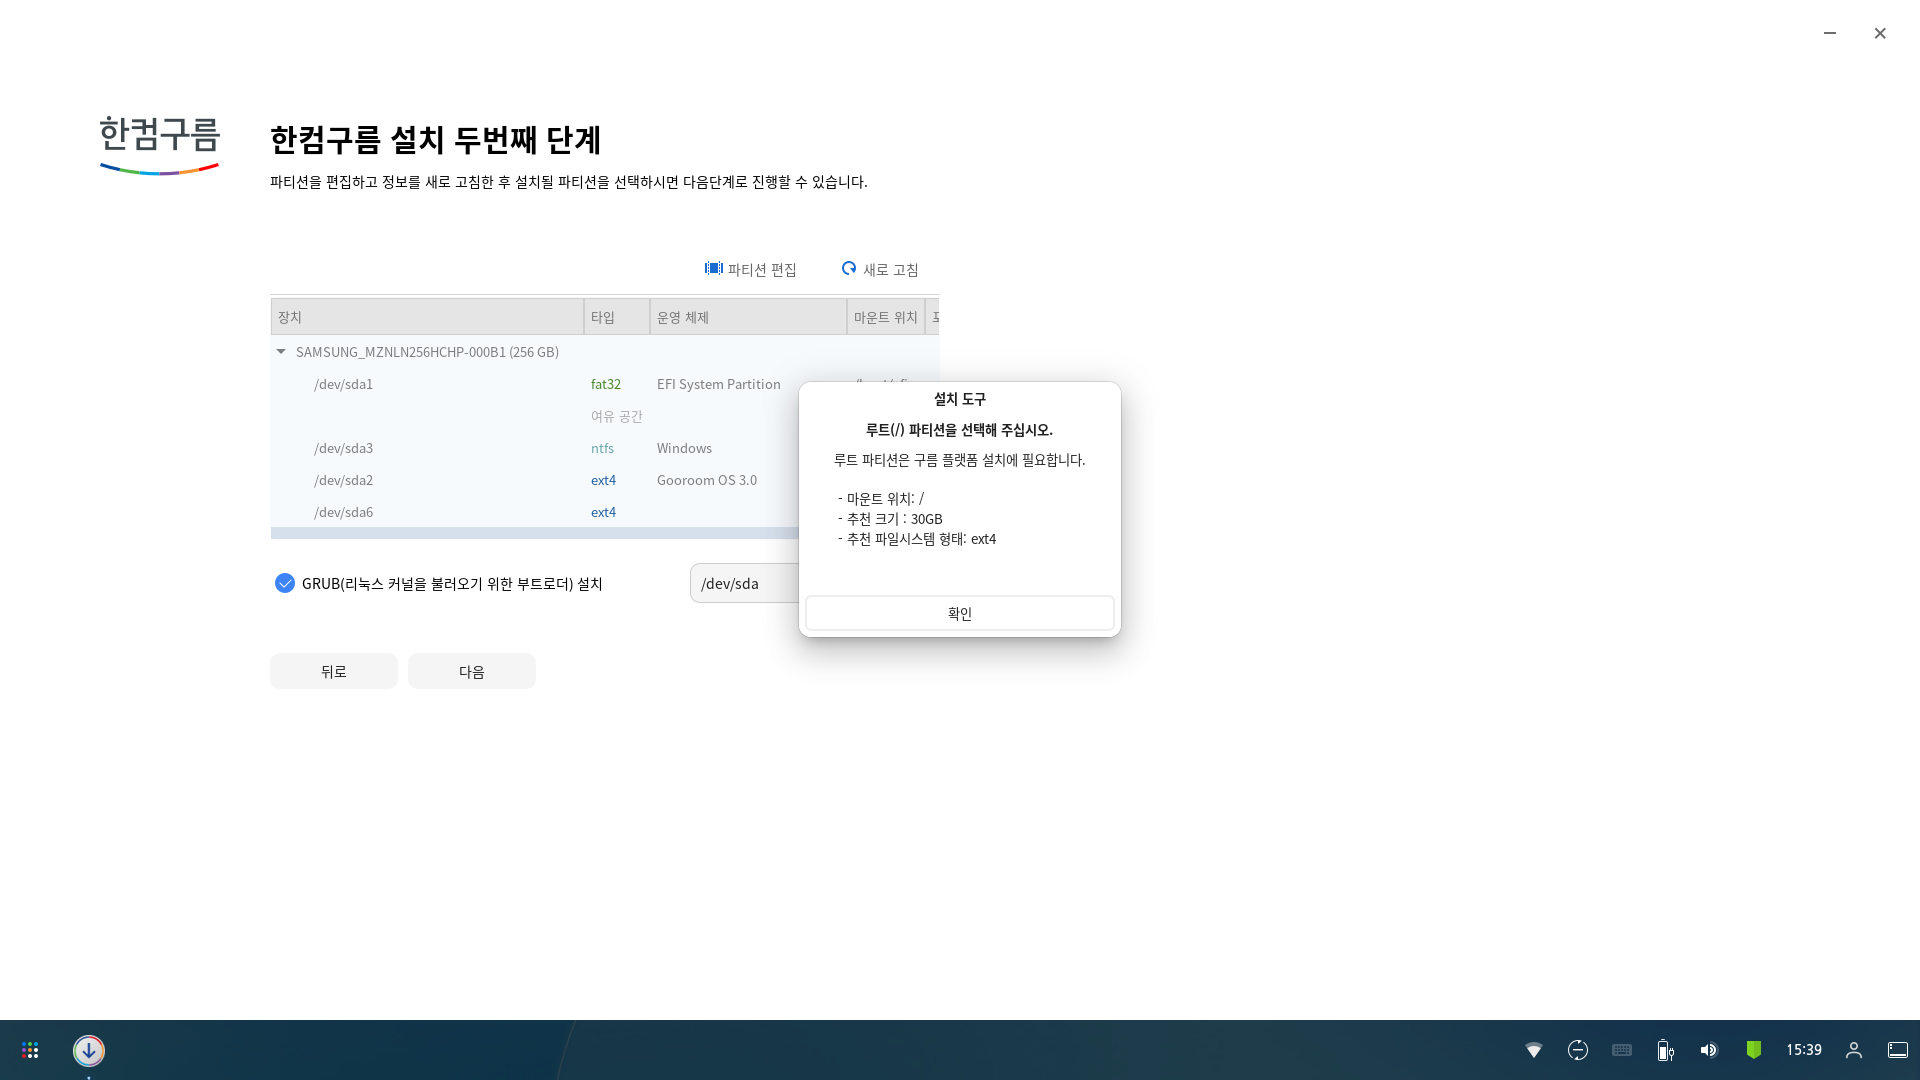 한컴구름
한컴구름 설치 두번째 단계
파티션을 편집하고 정보를 새로 고침한 후 설치될 파티션을 선택하시면 다음단계로 진행할 수 있습니다.
파티션 편집 새로 고침
장치 타입 운영 체제 마운트 위치
SAMSUNG_MZNLN256HCHP-000B1 (256 GB)
/dev/sda1 fat32 EFI System Partition
여유 공간
/dev/sda3 ntfs Windows
/dev/sda2 ext4 Gooroom OS 3.0
/dev/sda6 ext4
설치 도구
루트(/) 파티션을 선택해 주십시오.
루트 파티션은 구름 플랫폼 설치에 필요합니다.
- 마운트 위치: /
- 추천 크기 : 30GB
- 추천 파일시스템 형태: ext4
확인
GRUB(리눅스 커널을 불러오기 위한 부트로더) 설치 /dev/sda
뒤로 다음
15:39